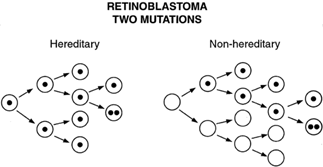 RETINOBLASTOMA
TWO MUTATIONS
Hereditary
Non-hereditary